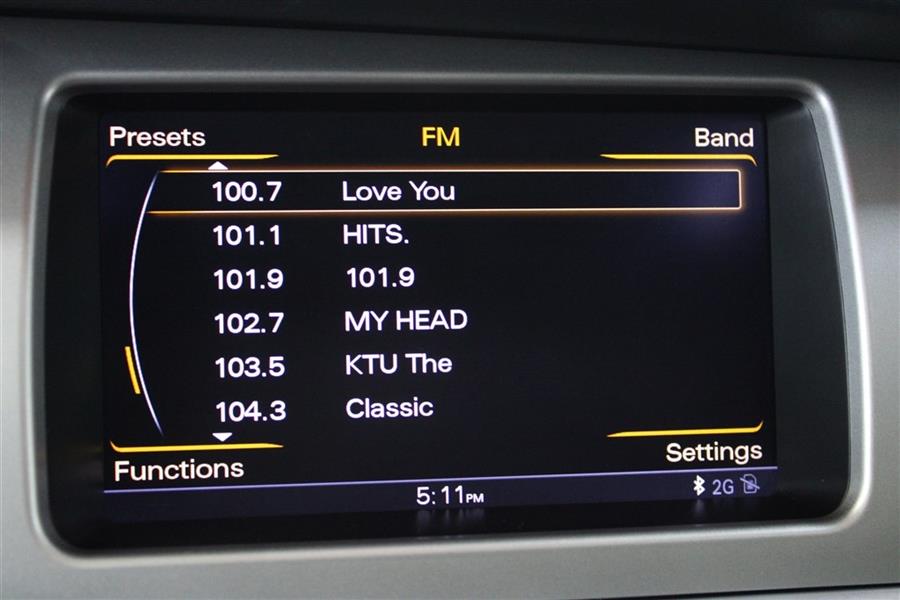 Presets FM Band
100.7 Love You
101.1 HITS.
101.9 101.9
102.7 MY HEAD
103.5 KTU The
104.3 Classic
Functions Settings
5:11PM 2G